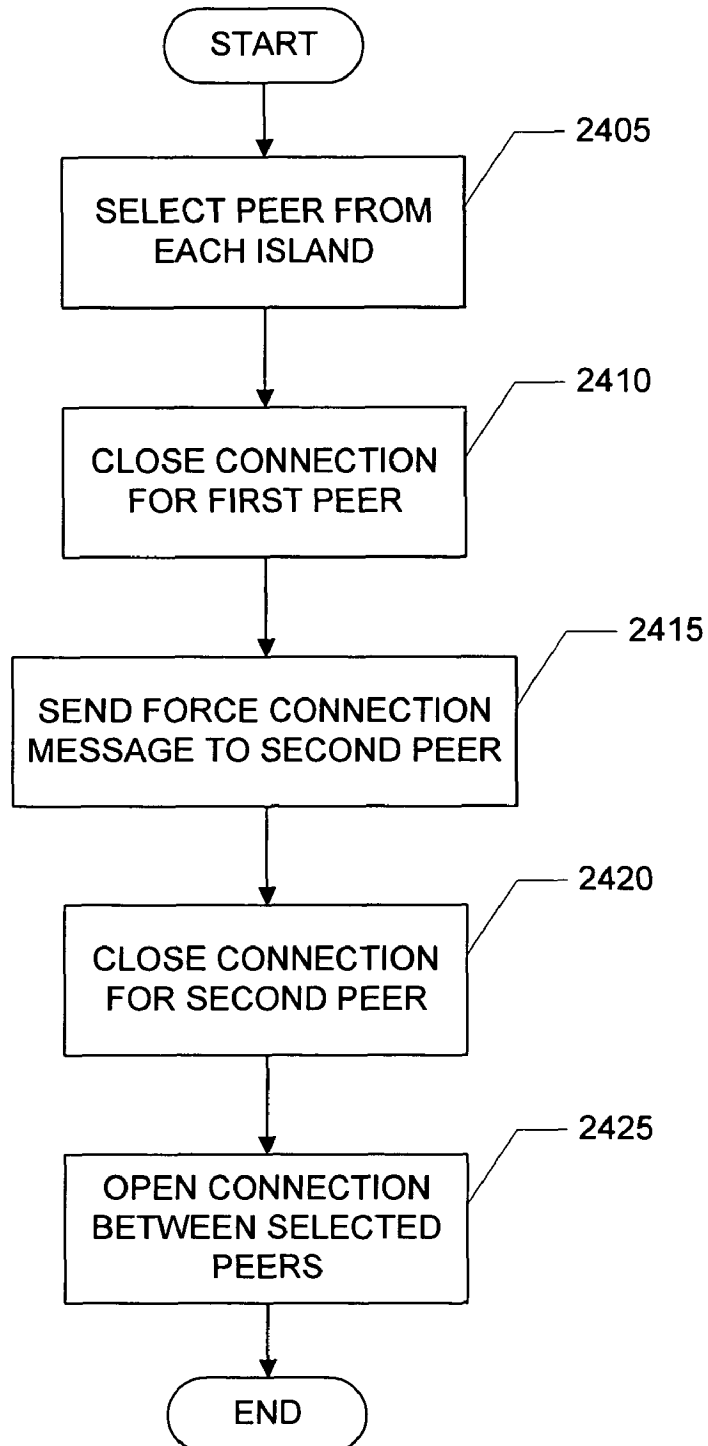 START
2405
SELECT PEER FROM
EACH ISLAND
2410
CLOSE CONNECTION
FOR FIRST PEER
2415
SEND FORCE CONNECTION
MESSAGE TO SECOND PEER
2420
CLOSE CONNECTION
FOR SECOND PEER
2425
OPEN CONNECTION
BETWEEN SELECTED
PEERS
END